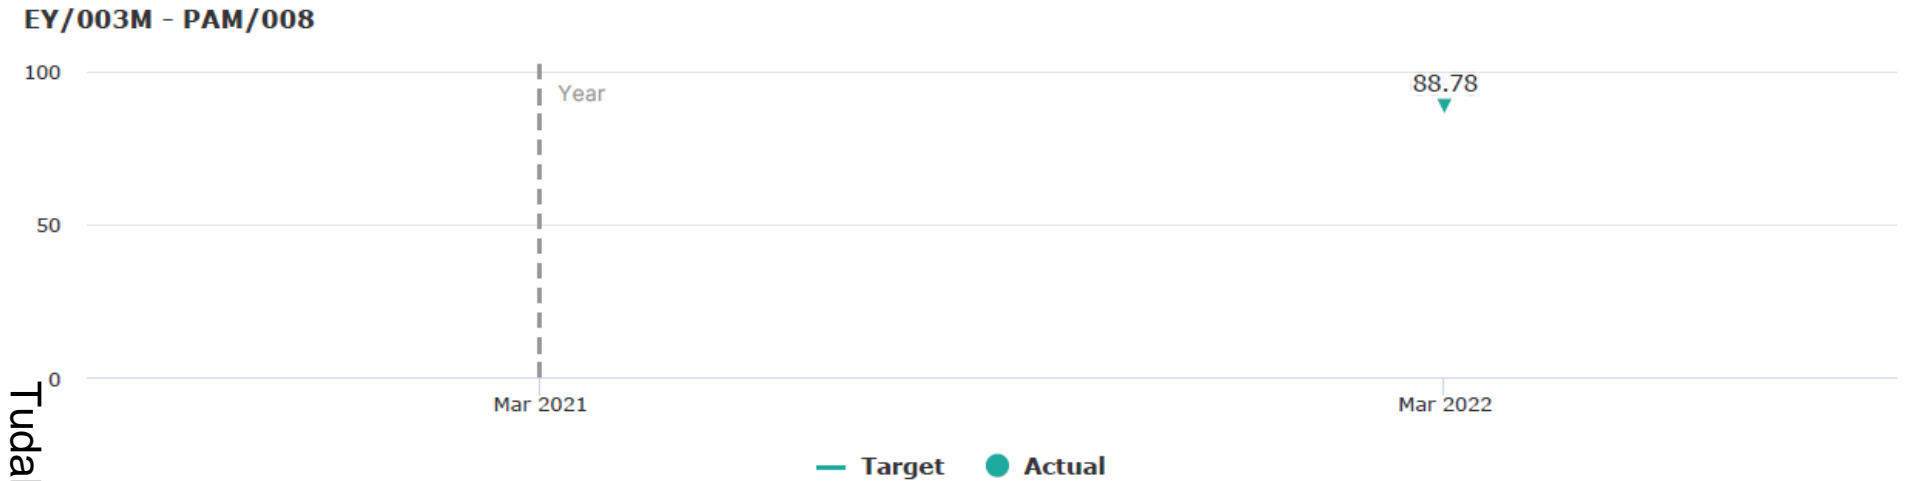 EY/003M - PAM/008
100
Year
88.78
50
0
Mar 2021
Mar 2022
Target
Actual
Tuda